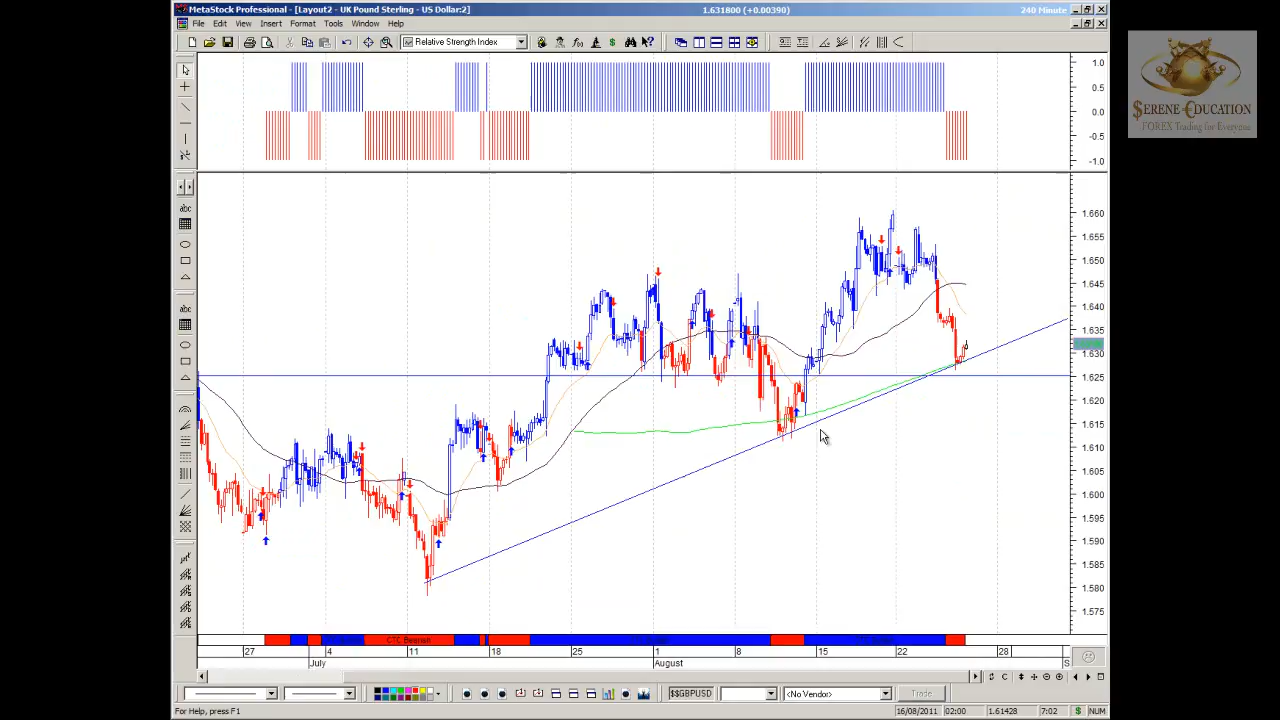 MetaStock Professional - [Layout2 - UK Pound Sterling - US Dollar:2]
1.631800 (+0.00390)
240 Minute
File Edit View Insert Format Tools Window Help
Relative Strength Index
1.0
0.5
0.0
-0.5
-1.0
SERENE EDUCATION
FOREX Trading for Everyone
abc
abc
1.660
1.655
1.650
1.645
1.640
1.635
1.630
1.625
1.620
1.615
1.610
1.605
1.600
1.595
1.590
1.585
1.580
1.575
CTC Bearish
27 4 11 18 25 1 8 15 22 28
July August S
$$GBPUSD <No Vendor> Trade
For Help, press F1
16/08/2011 02:00 1.61428 7:02 $ NUM